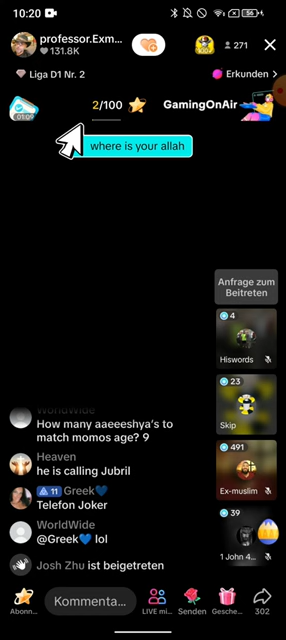 10:20
56
professor.Exm...
131.8K
271
Liga D1 Nr. 2
Erkunden >
01:09
2/100
GamingOnAir
where is your allah
Anfrage zum
Beitreten
4
Hiswords
23
Skip
491
Ex-muslim
39
1 John 4...
WorldWide
How many aaeeeshya's to
match momos age? 9
Heaven
he is calling Jubril
11 Greek💙
Telefon Joker
WorldWide
@Greek💙 lol
Josh Zhu ist beigetreten
Abonn...
Kommenta...
LIVE mi...
Senden
Gesche...
302